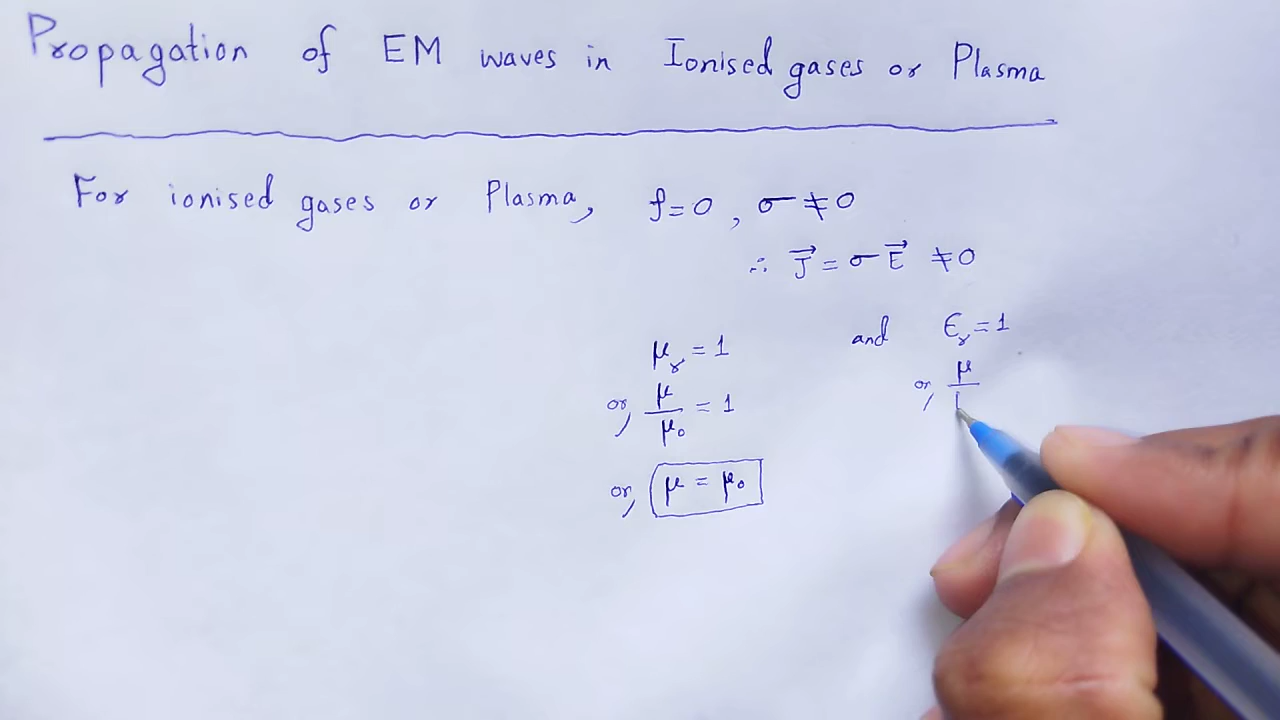 Propagation of EM waves in Ionised gases or Plasma
For ionised gases or Plasma, ρ=0, σ≠0
∴ J⃗ = σE⃗ ≠0
μᵣ = 1 and ϵᵣ = 1
or, μ/μ₀ = 1 or, μ/
or, μ = μ₀